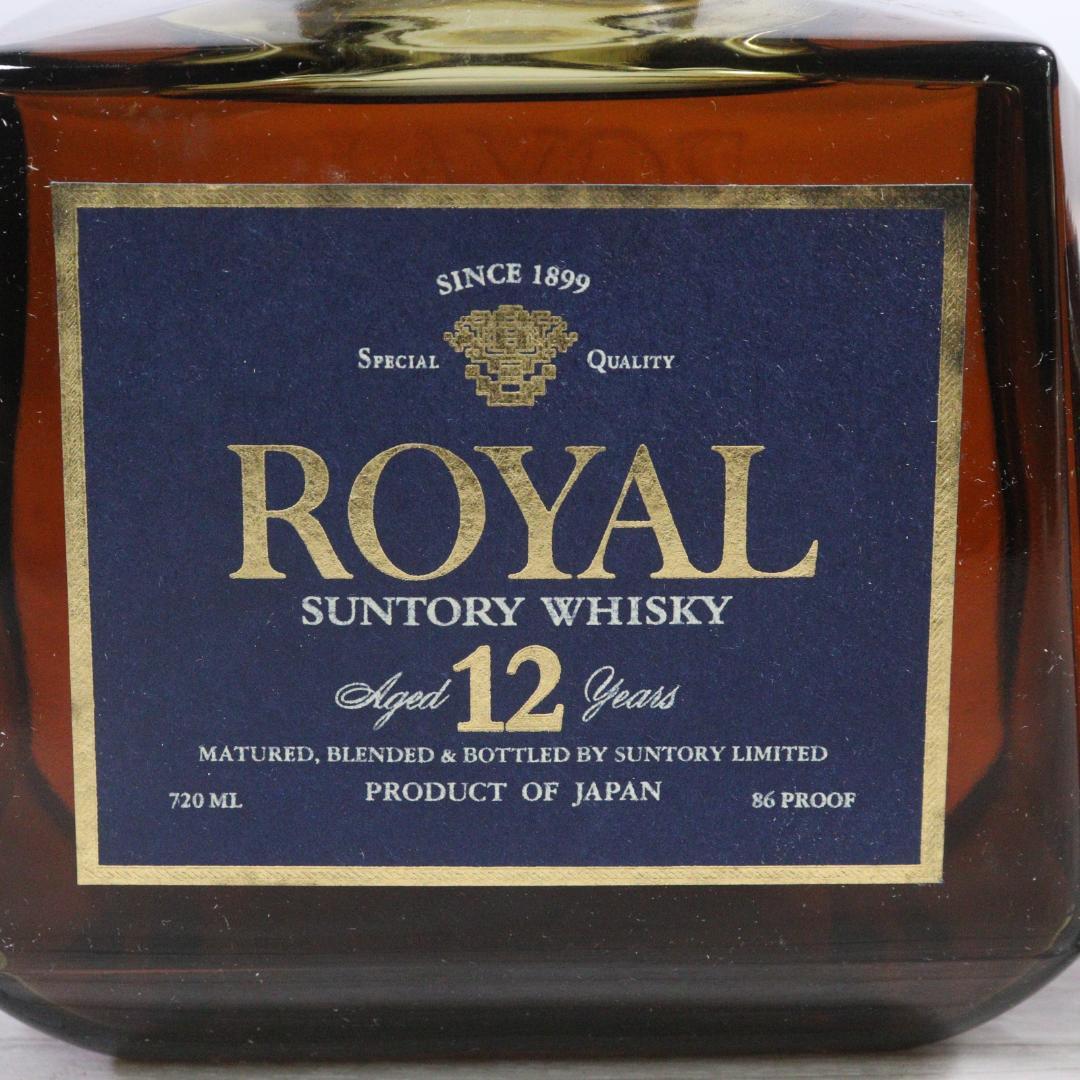 SINCE 1899
SPECIAL QUALITY
ROYAL
SUNTORY WHISKY
Aged 12 Years
MATURED, BLENDED & BOTTLED BY SUNTORY LIMITED
720 ML PRODUCT OF JAPAN 86 PROOF